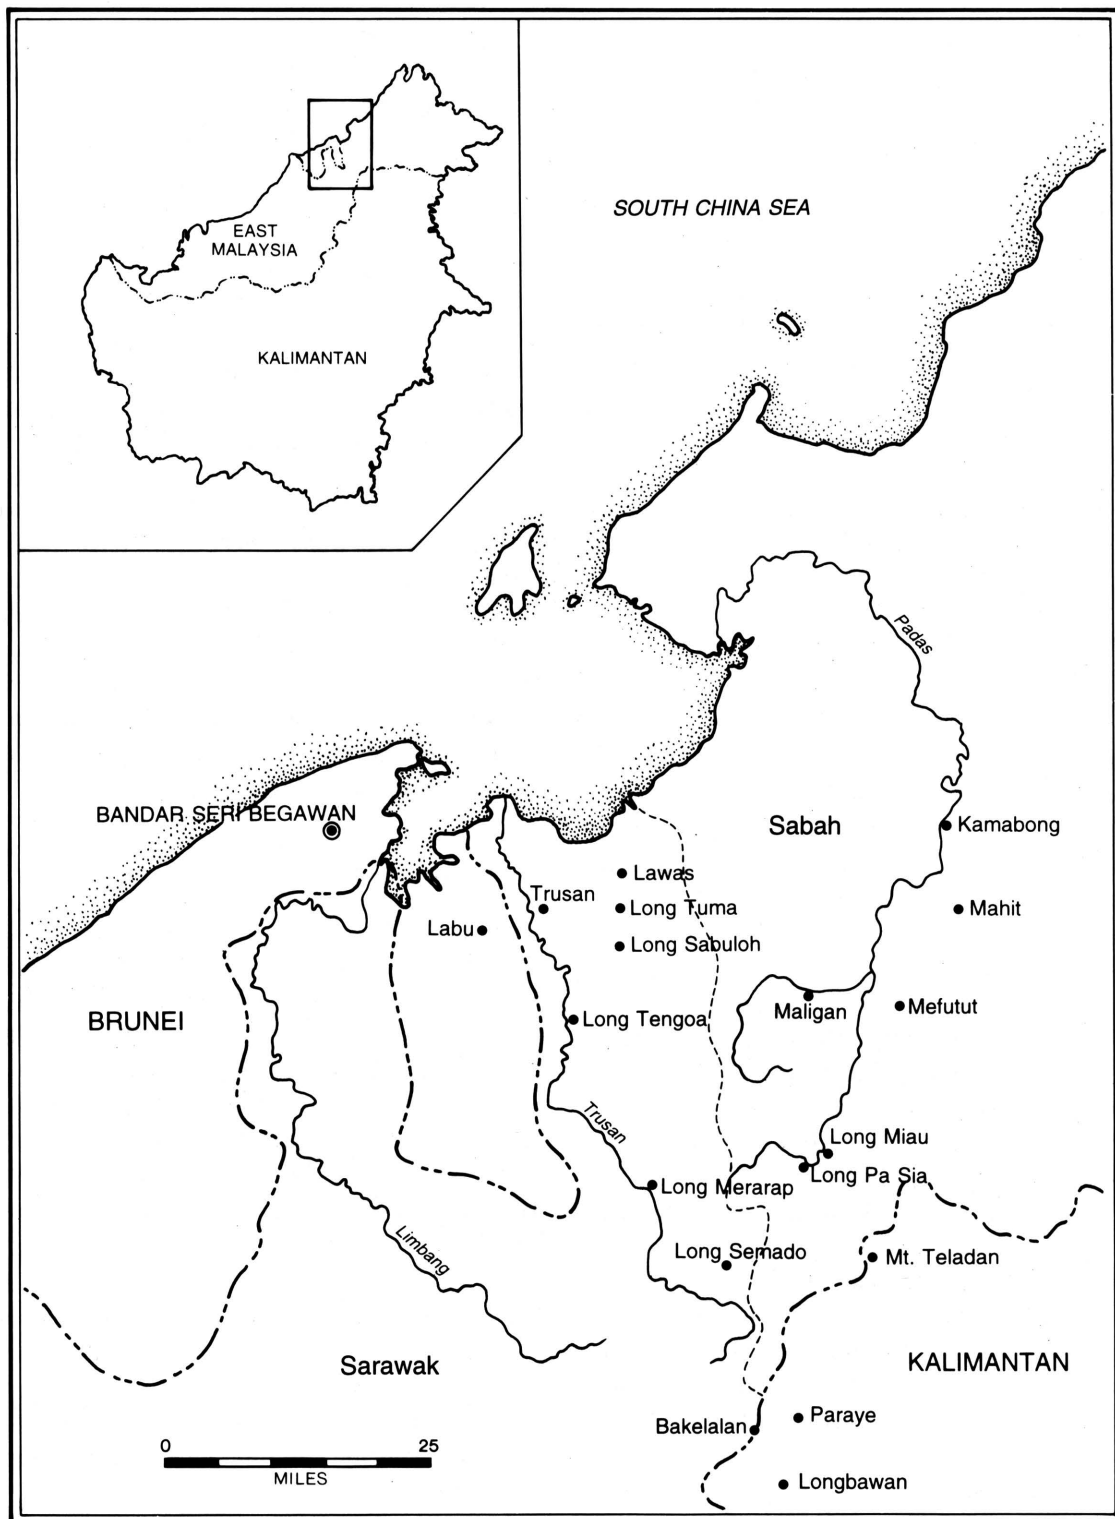 EAST
MALAYSIA
KALIMANTAN
SOUTH CHINA SEA
Padas
BANDAR SERI BEGAWAN
Sabah
Kamabong
Lawas
Trusan
Long Tuma
Mahit
Labu
Long Sabuloh
Maligan
Mefutut
BRUNEI
Long Tengoa
Trusan
Long Miau
Long Pa Sia
Long Merarap
Limbang
Long Semado
Mt. Teladan
Sarawak
KALIMANTAN
Bakelalan
Paraye
0 25
MILES
Longbawan